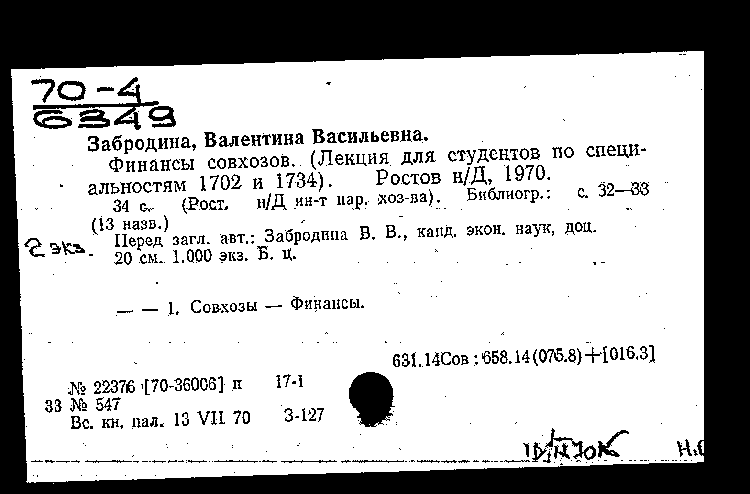 70-4
6349
Забродина, Валентина Васильевна.
Финансы совхозов. (Лекция для студентов по специ-
альностям 1702 и 1734). Ростов н/Д, 1970.
34 с. (Рост. н/Д ин-т нар. хоз-ва). Библиогр.: с. 32—33
(13 назв.)
Перед загл. авт.: Забродина В. В., канд. экон. наук, доц.
2 экз.
20 см. 1.000 экз. Б. ц.
— — 1. Совхозы — Финансы.
631.14Сов : 658.14(075.8)+[016.3]
№ 22376 [70-36006] п 17-1
33 № 547
Вс. кн. пал. 13 VII 70 З-127
Н.